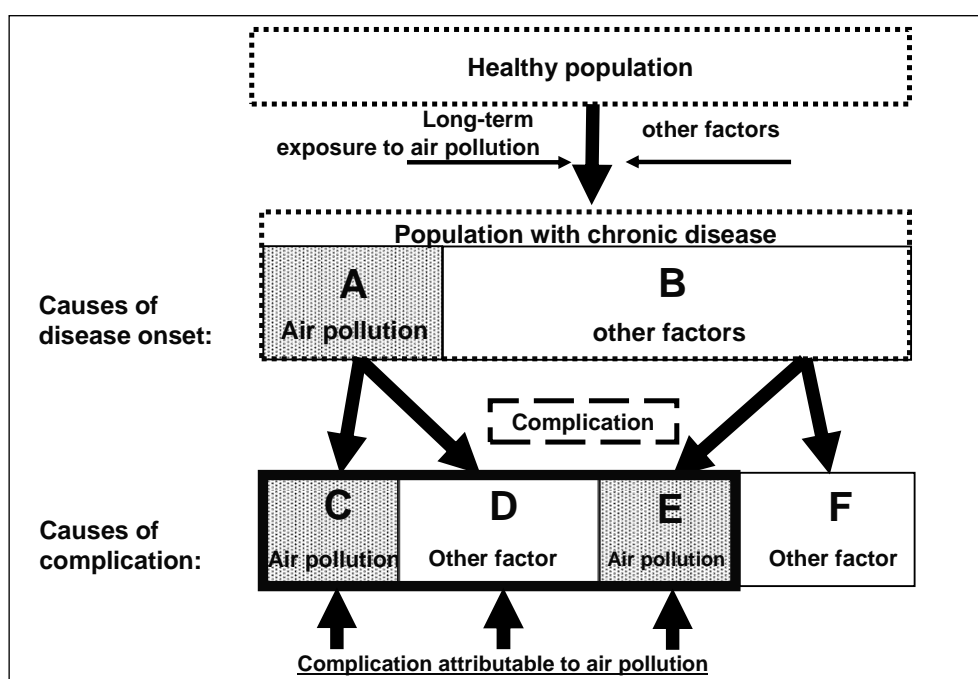 Healthy population
Long-term
exposure to air pollution
other factors
Population with chronic disease
Causes of
disease onset:
A
Air pollution
B
other factors
Complication
Causes of
complication:
C
Air pollution
D
Other factor
E
Air pollution
F
Other factor
Complication attributable to air pollution